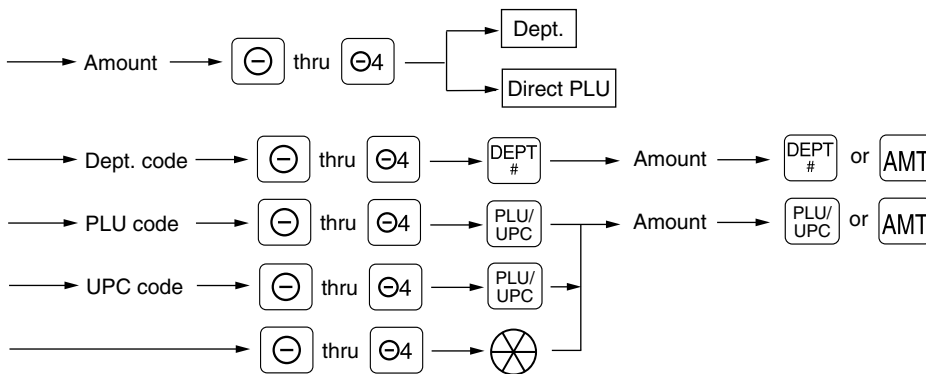 Dept.
Amount ⊖ thru ⊖4
Direct PLU
Dept. code ⊖ thru ⊖4 DEPT # Amount DEPT # or AMT
PLU code ⊖ thru ⊖4 PLU/ UPC Amount PLU/ UPC or AMT
UPC code ⊖ thru ⊖4 PLU/ UPC
⊖ thru ⊖4